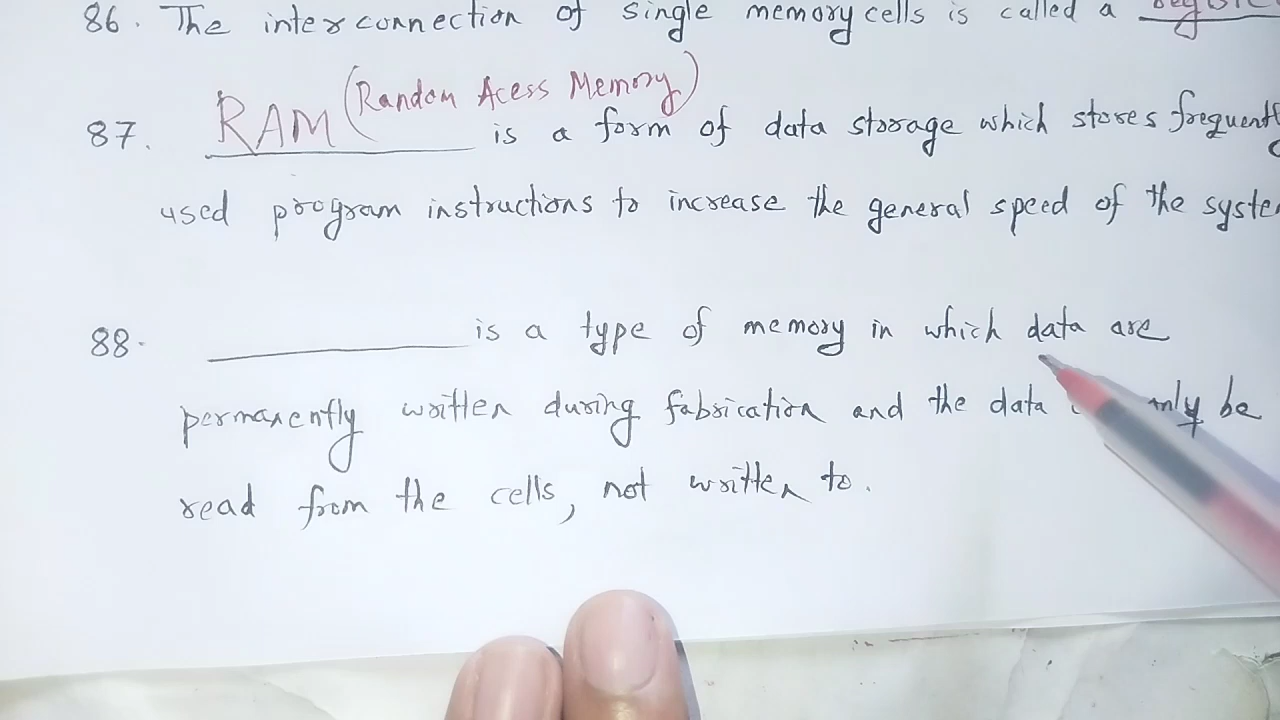 86. The interconnection of single memory cells is called a
RAM (Random Acess Memory)
87. is a form of data storage which stores frequent
used program instructions to increase the general speed of the
88. is a type of memory in which data are
permanently written during fabrication and the data only be
read from the cells, not written to.